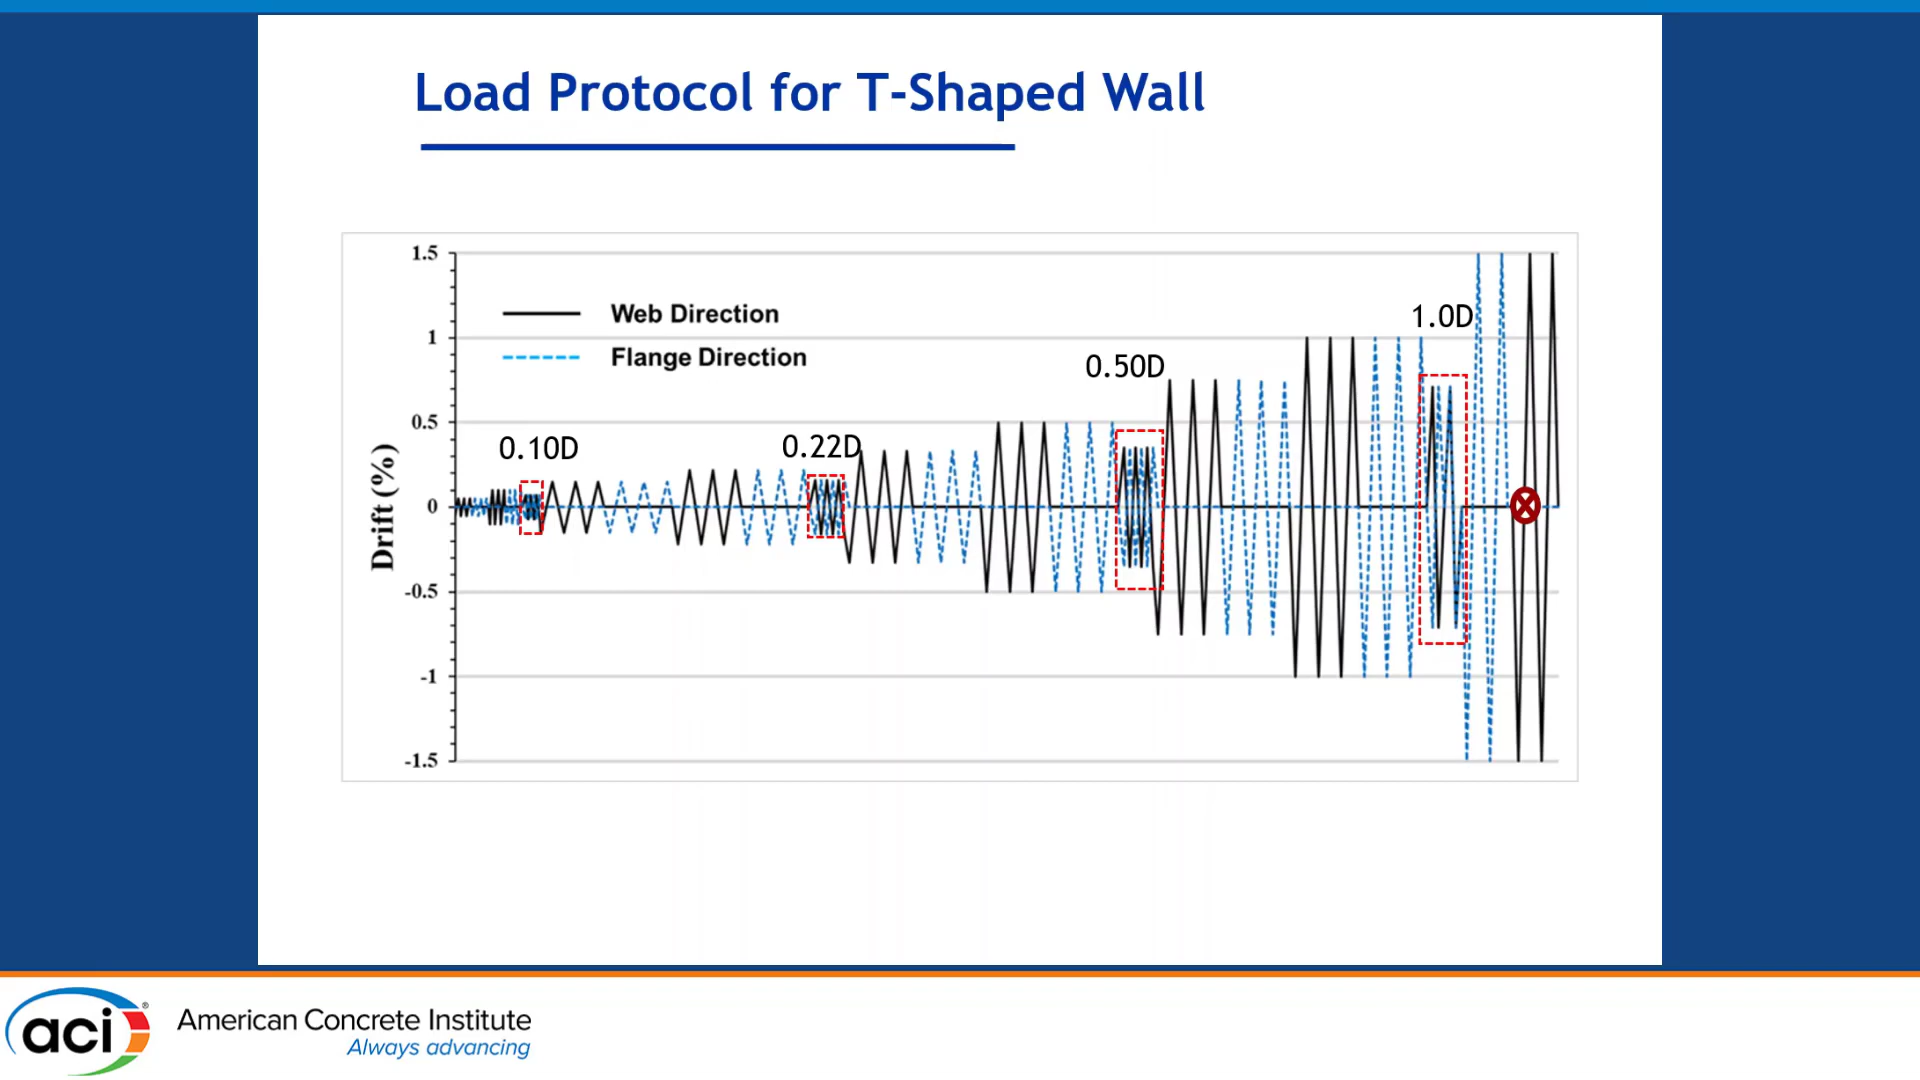 Load Protocol for T-Shaped Wall
1.5
1
0.5
0
-0.5
-1
-1.5
Drift (%)
Web Direction
Flange Direction
0.10D
0.22D
0.50D
1.0D
aci®
American Concrete Institute
Always advancing